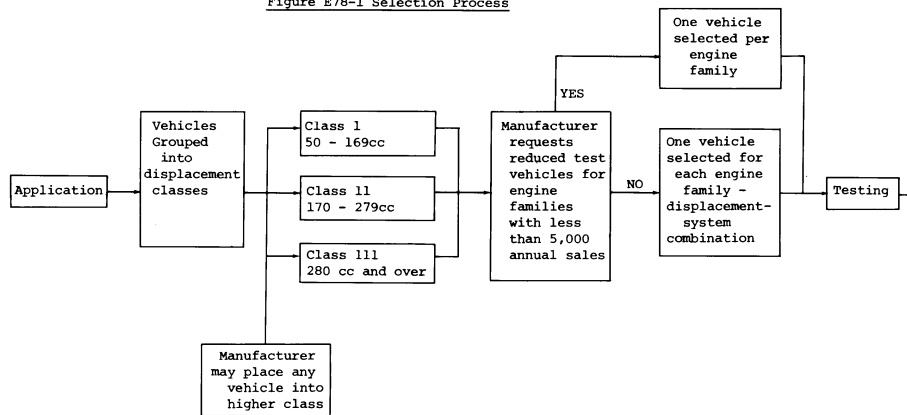 Figure E78-1 Selection Process
Application
Vehicles
Grouped
into
displacement
classes
Class l
50 - 169cc
Class ll
170 - 279cc
Class lll
280 cc and over
Manufacturer
may place any
vehicle into
higher class
Manufacturer
requests
reduced test
vehicles for
engine
families
with less
than 5,000
annual sales
YES
NO
One vehicle
selected per
engine
family
One vehicle
selected for
each engine
family -
displacement-
system
combination
Testing